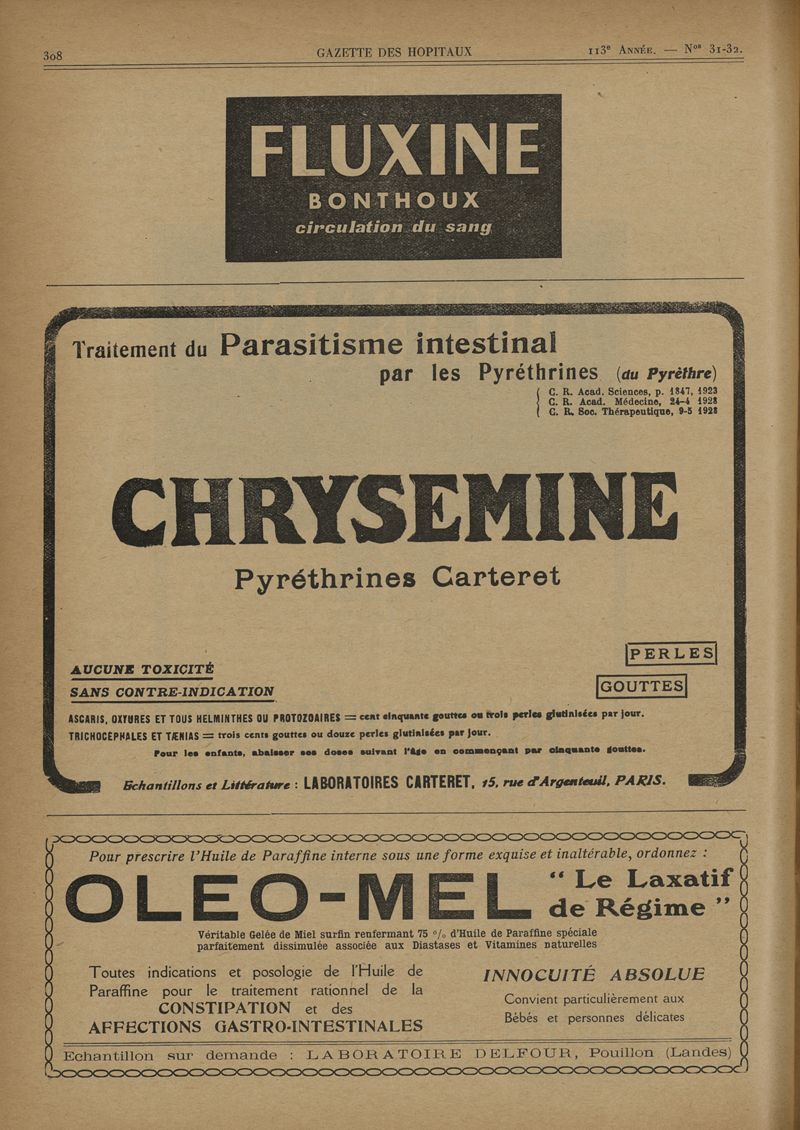 308
GAZETTE DES HOPITAUX
113e ANNÉE. — Nos 31-32.
FLUXINE
BONTHOUX
circulation du sang
Traitement du Parasitisme intestinal
par les Pyréthrines (du Pyrèthre)
C. R. Acad. Sciences, p. 1847, 1923
C. R. Acad. Médecine, 24-4 1928
C. R. Soc. Thérapeutique, 9-5 1928
CHRYSEMINE
Pyréthrines Carteret
AUCUNE TOXICITÉ
SANS CONTRE-INDICATION
PERLES
GOUTTES
ASCARIS, OXYURES ET TOUS HELMINTHES OU PROTOZOAIRES = cent cinquante gouttes ou trois perles glutinisées par jour.
TRICHOCÉPHALES ET TÆNIAS = trois cents gouttes ou douze perles glutinisées par jour.
Pour les enfants, abaisser ses doses suivant l'âge en commençant par cinquante gouttes.
Echantillons et Littérature : LABORATOIRES CARTERET, 15, rue d'Argenteuil, PARIS.
Pour prescrire l'Huile de Paraffine interne sous une forme exquise et inaltérable, ordonnez :
OLEO-MEL “ Le Laxatif
de Régime ”
Véritable Gelée de Miel surfin renfermant 75 % d'Huile de Paraffine spéciale
parfaitement dissimulée associée aux Diastases et Vitamines naturelles
Toutes indications et posologie de l'Huile de
Paraffine pour le traitement rationnel de la
CONSTIPATION et des
AFFECTIONS GASTRO-INTESTINALES
INNOCUITÉ ABSOLUE
Convient particulièrement aux
Bébés et personnes délicates
Echantillon sur demande : LABORATOIRE DELFOUR, Pouillon (Landes)